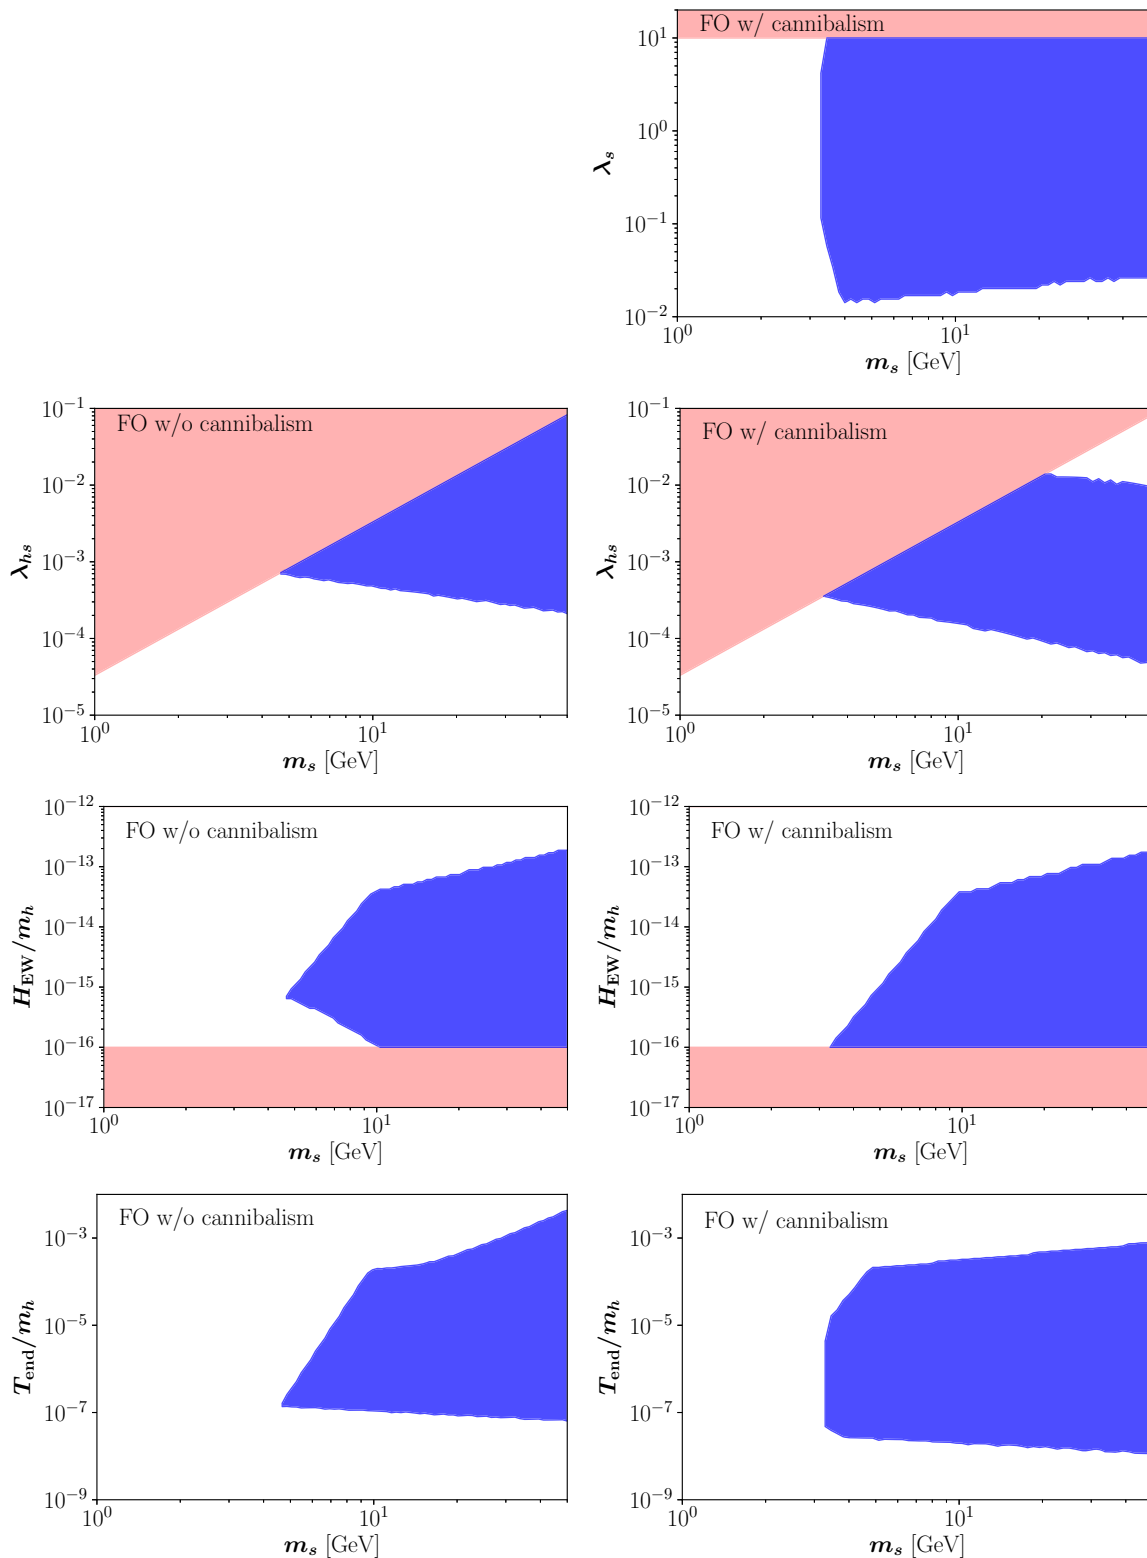 FO w/ cannibalism
10^1
10^0
10^−1
10^−2
λ_s
10^0
10^1
m_s [GeV]
FO w/o cannibalism
10^−1
10^−2
10^−3
10^−4
10^−5
λ_hs
10^0
10^1
m_s [GeV]
FO w/ cannibalism
10^−1
10^−2
10^−3
10^−4
10^−5
λ_hs
10^0
10^1
m_s [GeV]
FO w/o cannibalism
10^−12
10^−13
10^−14
10^−15
10^−16
10^−17
H_EW/m_h
10^0
10^1
m_s [GeV]
FO w/ cannibalism
10^−12
10^−13
10^−14
10^−15
10^−16
10^−17
H_EW/m_h
10^0
10^1
m_s [GeV]
FO w/o cannibalism
10^−3
10^−5
10^−7
10^−9
T_end/m_h
10^0
10^1
m_s [GeV]
FO w/ cannibalism
10^−3
10^−5
10^−7
10^−9
T_end/m_h
10^0
10^1
m_s [GeV]